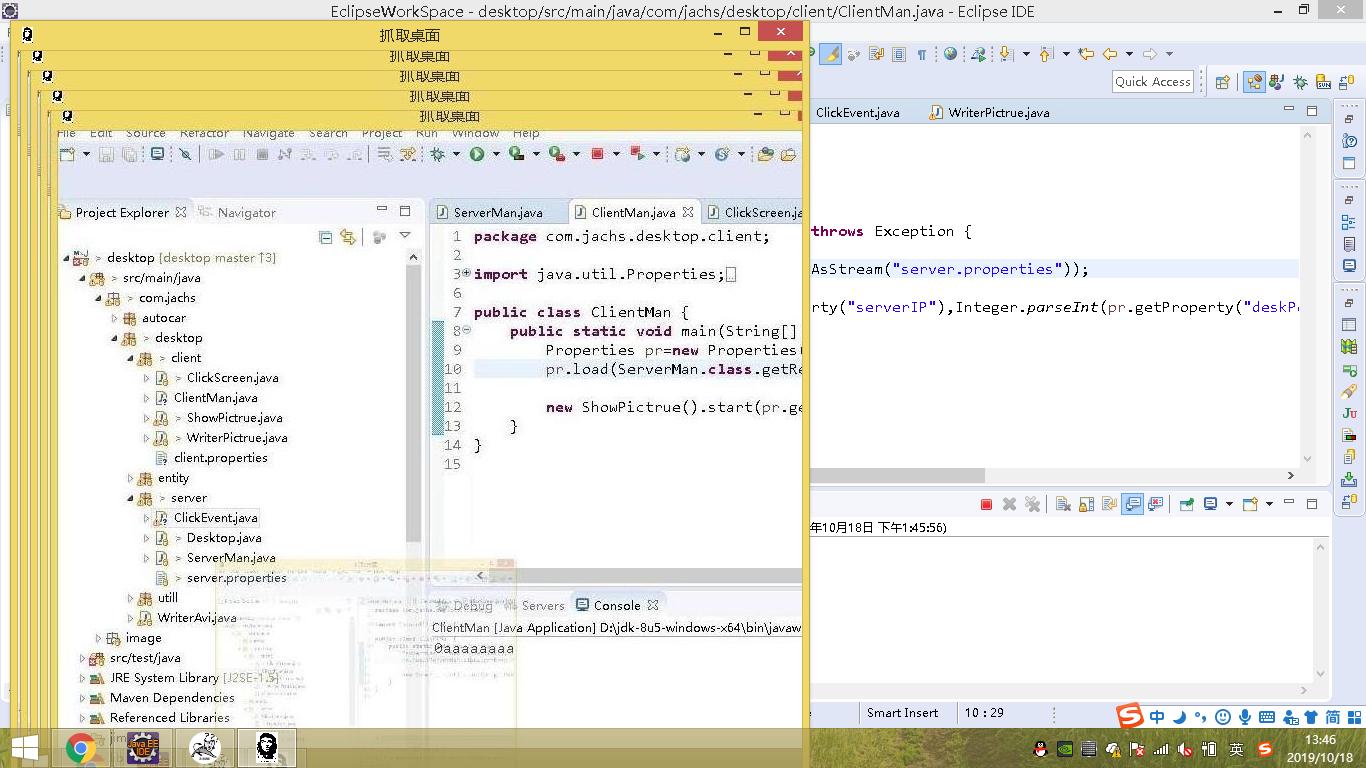 EclipseWorkSpace - desktop/src/main/java/com/jachs/desktop/client/ClientMan.java - Eclipse IDE
抓取桌面
抓取桌面
抓取桌面
抓取桌面
抓取桌面
File Edit Source Refactor Navigate Search Project Run Window Help
Quick Access
ClickEvent.java WriterPictrue.java
Project Explorer Navigator
ServerMan.java ClientMan.java ClickScreen.ja
desktop [desktop master ↑3]
> src/main/java
> com.jachs
autocar
> desktop
> client
> ClickScreen.java
ClientMan.java
> ShowPictrue.java
> WriterPictrue.java
client.properties
entity
> server
ClickEvent.java
> Desktop.java
> ServerMan.java
> server.properties
utill
WriterAvi.java
image
src/test/java
JRE System Library [J2SE-1.5]
Maven Dependencies
Referenced Libraries
1 package com.jachs.desktop.client;
2
3 import java.util.Properties;
6
7 public class ClientMan {
8 public static void main(String[]
9 Properties pr=new Properties(
10 pr.load(ServerMan.class.getRe
11
12 new ShowPictrue().start(pr.ge
13 }
14 }
15
throws Exception {
AsStream("server.properties"));
rty("serverIP"),Integer.parseInt(pr.getProperty("deskP
Debug Servers Console
ClientMan [Java Application] D:\jdk-8u5-windows-x64\bin\javaw
年10月18日 下午1:45:56)
0aaaaaaaa
Smart Insert 10 : 29
中 简
Java EE
IDE
英
13:46
2019/10/18